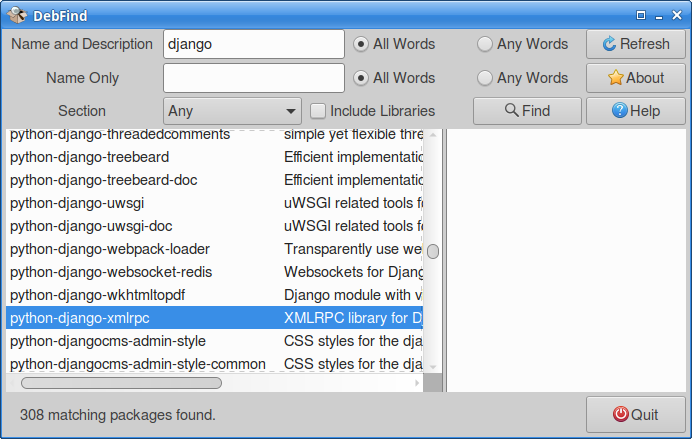 DebFind
Name and Description django All Words Any Words Refresh
Name Only All Words Any Words About
Section Any Include Libraries Find Help
python-django-threadedcomments simple yet flexible thre
python-django-treebeard Efficient implementatic
python-django-treebeard-doc Efficient implementatic
python-django-uwsgi uWSGI related tools f
python-django-uwsgi-doc uWSGI related tools f
python-django-webpack-loader Transparently use we
python-django-websocket-redis Websockets for Djang
python-django-wkhtmltopdf Django module with v
python-django-xmlrpc XMLRPC library for D
python-djangocms-admin-style CSS styles for the dja
python-djangocms-admin-style-common CSS styles for the dja
308 matching packages found. Quit